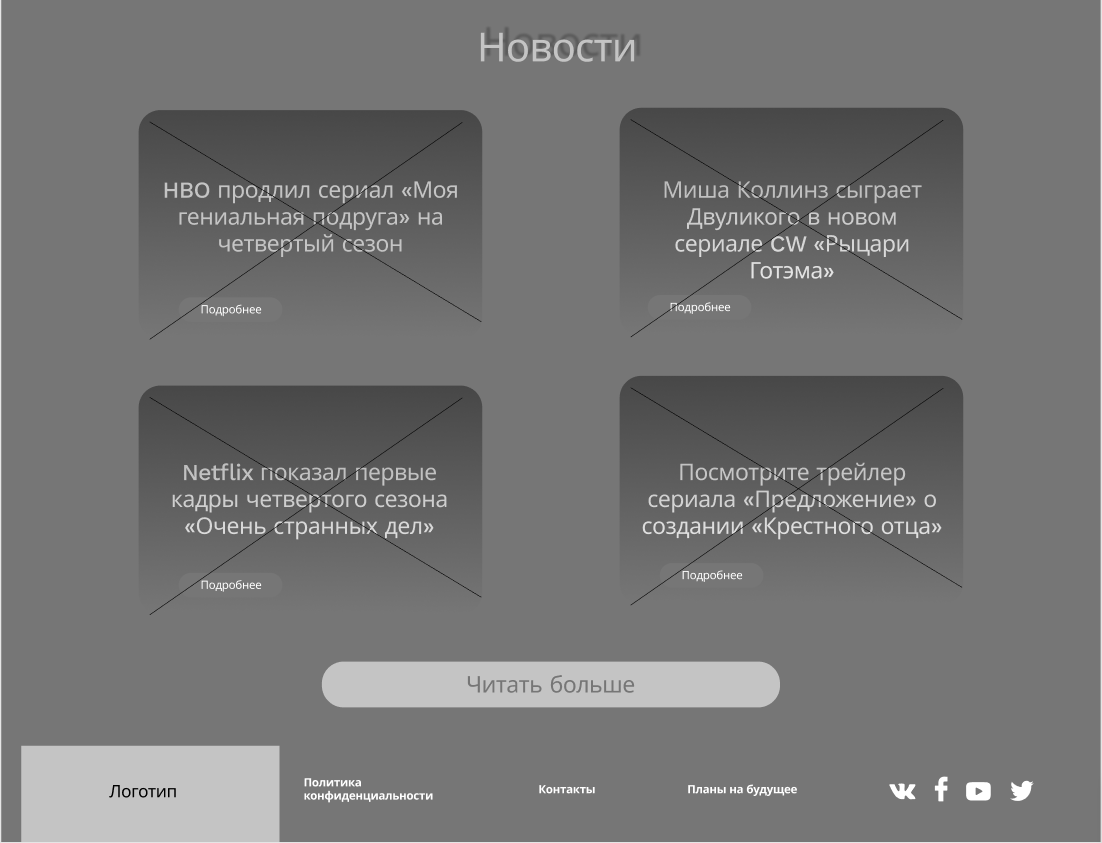 Новости
HBO продлил сериал «Моя
гениальная подруга» на
четвертый сезон
Подробнее
Миша Коллинз сыграет
Двуликого в новом
сериале CW «Рыцари
Готэма»
Подробнее
Netflix показал первые
кадры четвертого сезона
«Очень странных дел»
Подробнее
Посмотрите трейлер
сериала «Предложение» о
создании «Крестного отца»
Подробнее
Читать больше
Логотип
Политика
конфиденциальности
Контакты
Планы на будущее